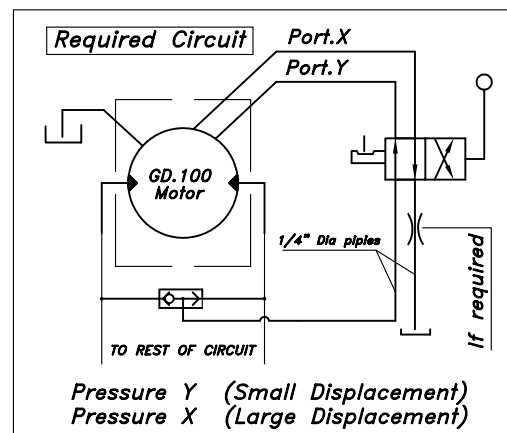 Required Circuit
Port.X
Port.Y
GD.100
Motor
1/4" Dia piples
If required
TO REST OF CIRCUIT
Pressure Y (Small Displacement)
Pressure X (Large Displacement)